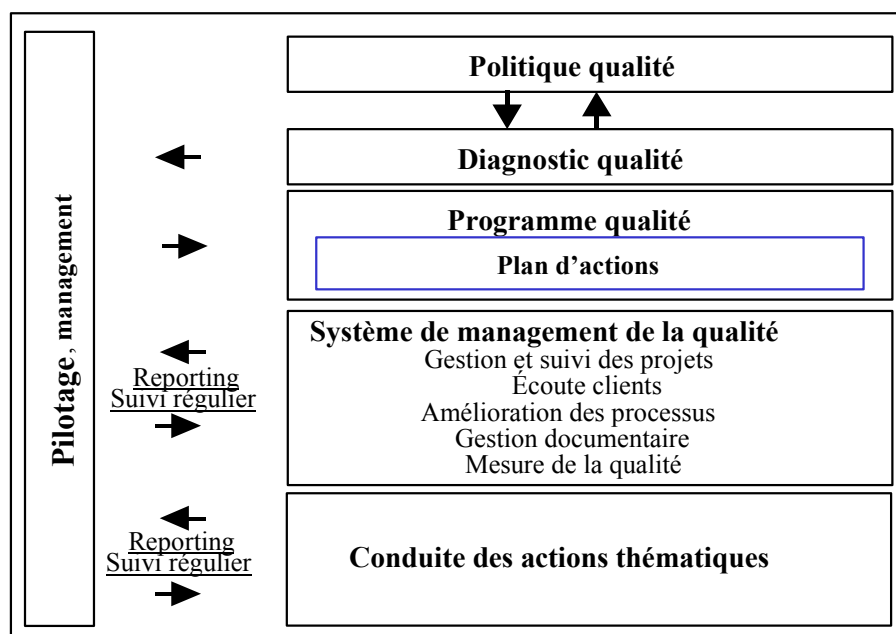 Politique qualité
Diagnostic qualité
Programme qualité
Plan d’actions
Pilotage, management
Système de management de la qualité
Gestion et suivi des projets
Écoute clients
Amélioration des processus
Gestion documentaire
Mesure de la qualité
Reporting
Suivi régulier
Conduite des actions thématiques
Reporting
Suivi régulier